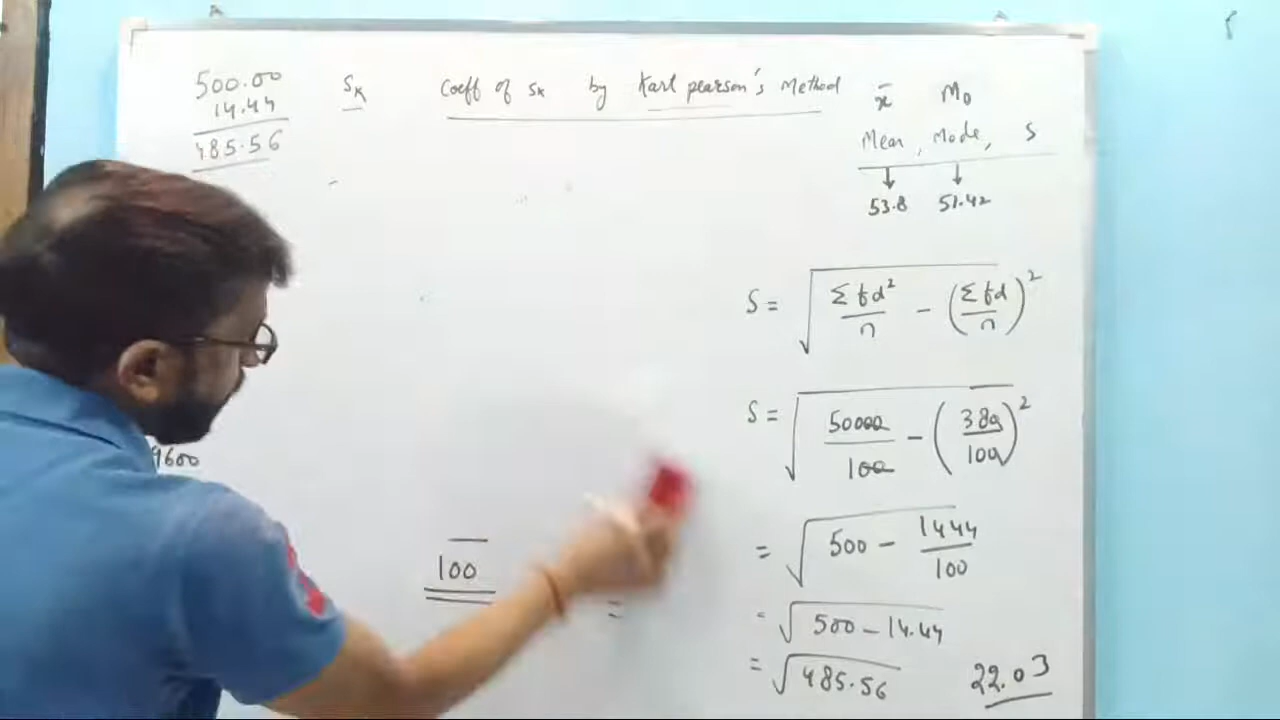 500.00
14.44
485.56
Sk Coeff of Sk by Karl pearson's Method
x̄ Mo
Mean, Mode, S
↓ ↓
53.8 51.42
S = √(Σfd²/n - (Σfd/n)²)
S = √(50000/100 - (380/100)²)
= √(500 - 1444/100)
= √(500 - 14.44)
= √485.56 22.03
9600
100
=